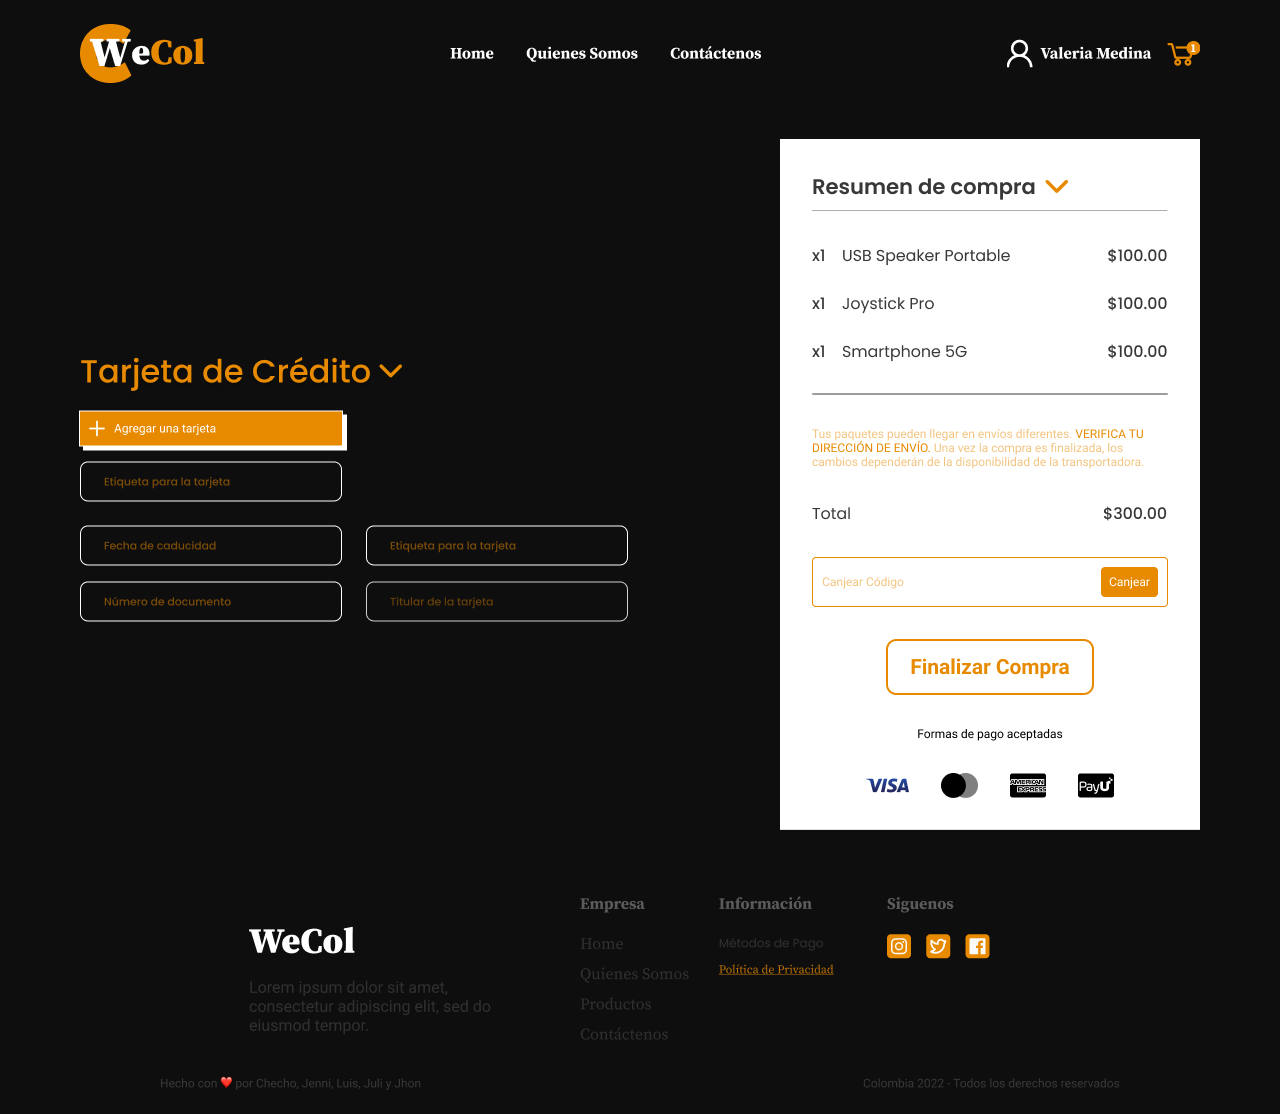 WeCol
Home Quienes Somos Contáctenos
Valeria Medina 1
Resumen de compra
x1 USB Speaker Portable $100.00
x1 Joystick Pro $100.00
x1 Smartphone 5G $100.00
Tarjeta de Crédito
Agregar una tarjeta
Etiqueta para la tarjeta
Fecha de caducidad Etiqueta para la tarjeta
Número de documento Titular de la tarjeta
Tus paquetes pueden llegar en envíos diferentes. VERIFICA TU
DIRECCIÓN DE ENVÍO. Una vez la compra es finalizada, los
cambios dependerán de la disponibilidad de la transportadora.
Total $300.00
Canjear Código Canjear
Finalizar Compra
Formas de pago aceptadas
VISA
AMERICAN
EXPRESS
PayU
WeCol
Lorem ipsum dolor sit amet,
consectetur adipiscing elit, sed do
eiusmod tempor.
Empresa
Home
Quienes Somos
Productos
Contáctenos
Información
Métodos de Pago
Política de Privacidad
Siguenos
Hecho con ❤️ por Checho, Jenni, Luis, Juli y Jhon
Colombia 2022 - Todos los derechos reservados